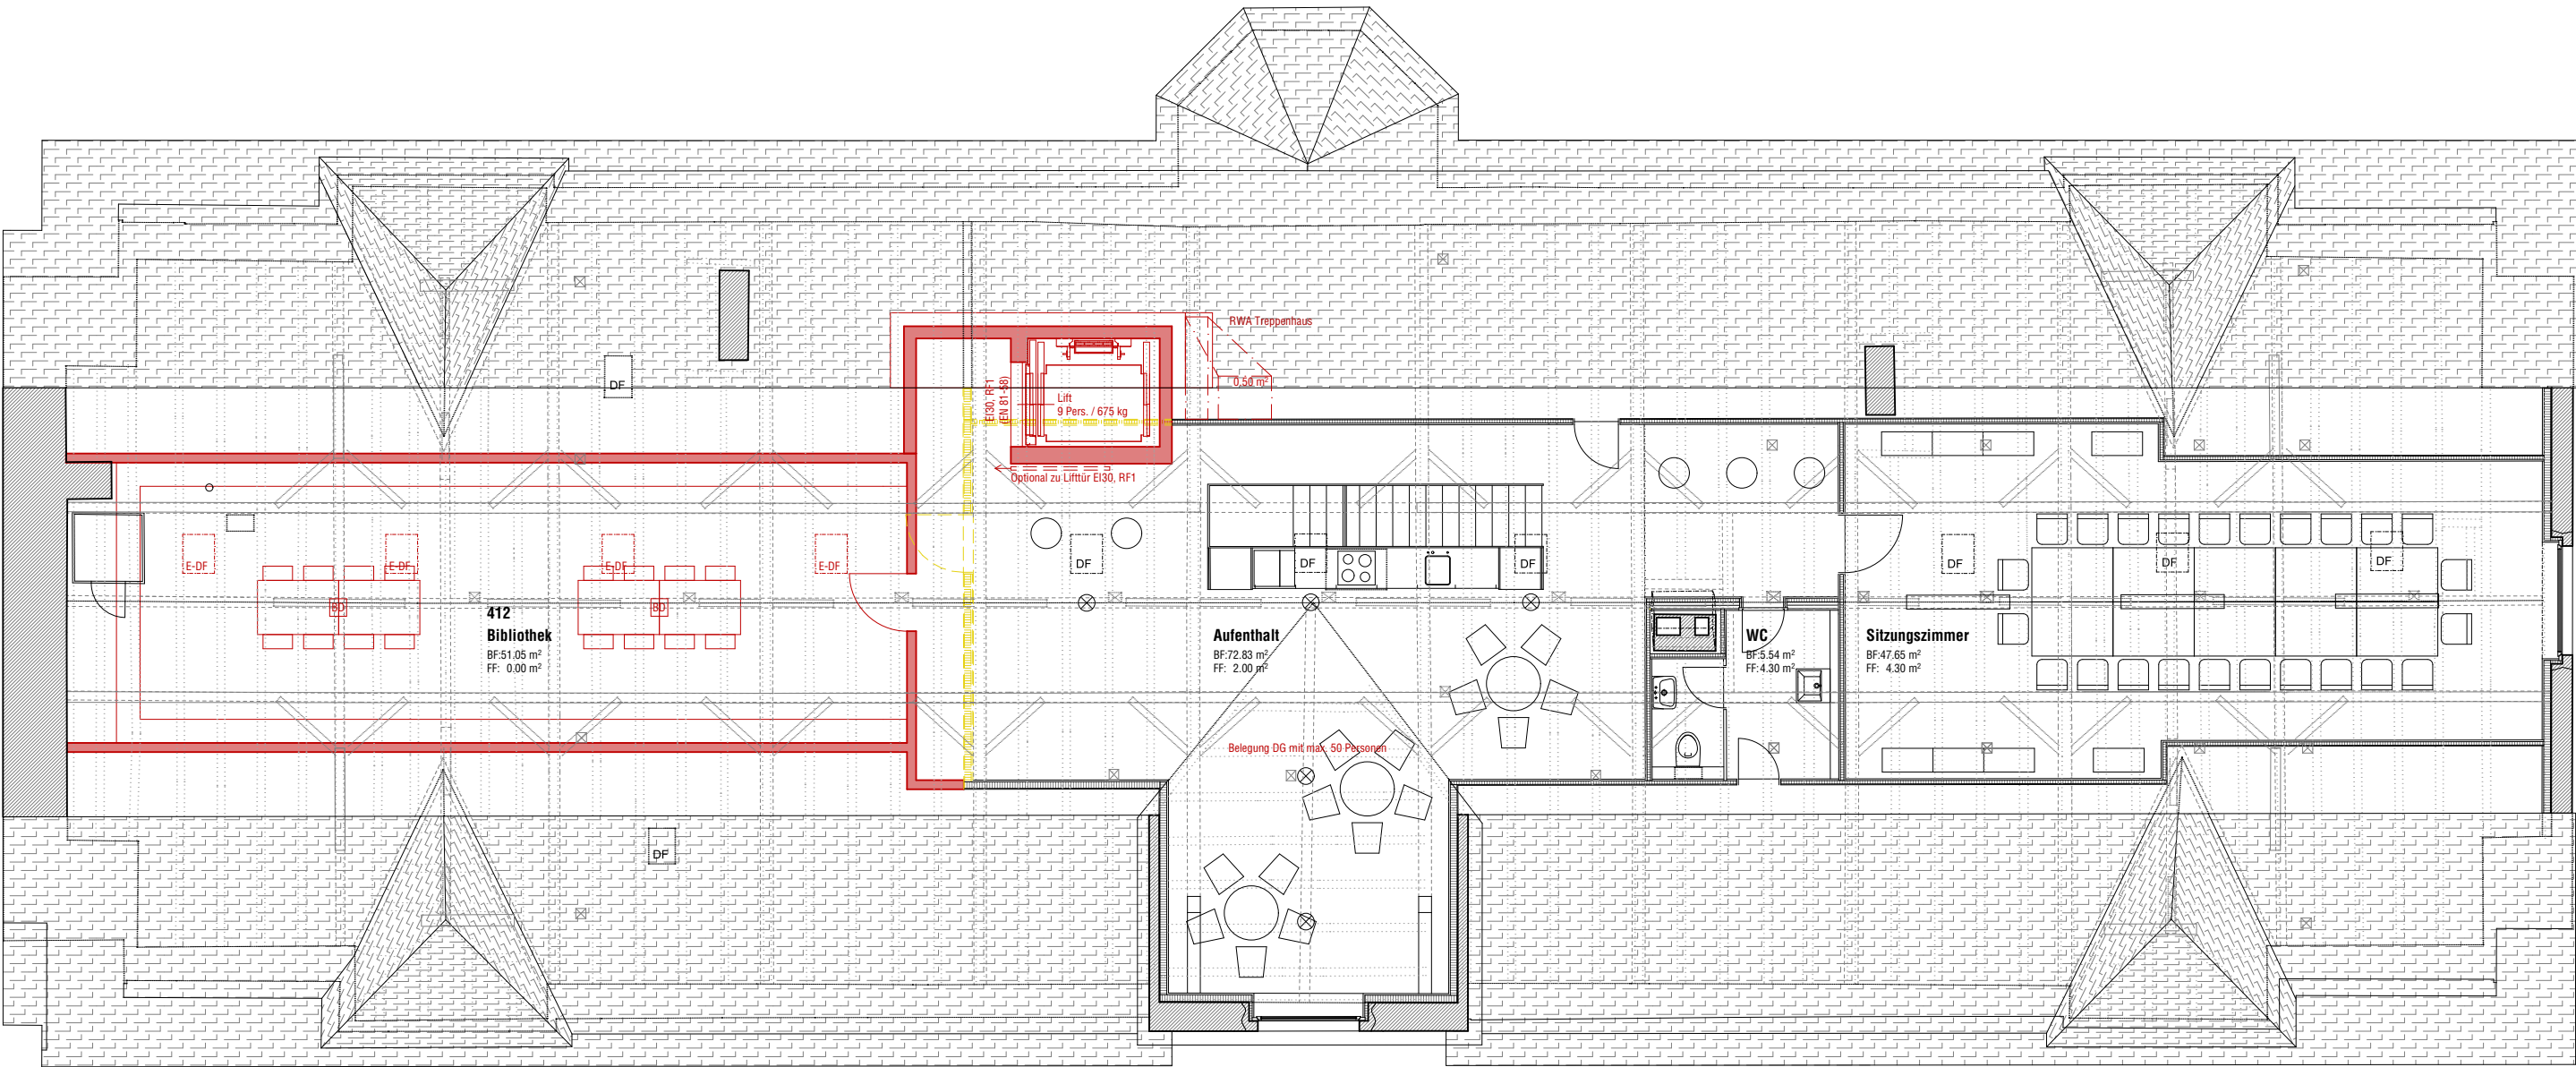 RWA Treppenhaus
0,50 m²
DF
EI30, RF1
(EN 81-58)
Lift
9 Pers. / 675 kg
Optional zu Lifttür EI30, RF1
E-DF
E-DF
E-DF
E-DF
DF
DF
DF
DF
DF
DF
BD
BD
412
Bibliothek
BF:51.05 m²
FF: 0.00 m²
Aufenthalt
BF:72.83 m²
FF: 2.00 m²
WC
BF:5.54 m²
FF:4.30 m²
Sitzungszimmer
BF:47.65 m²
FF: 4.30 m²
Belegung DG mit max. 50 Personen
DF